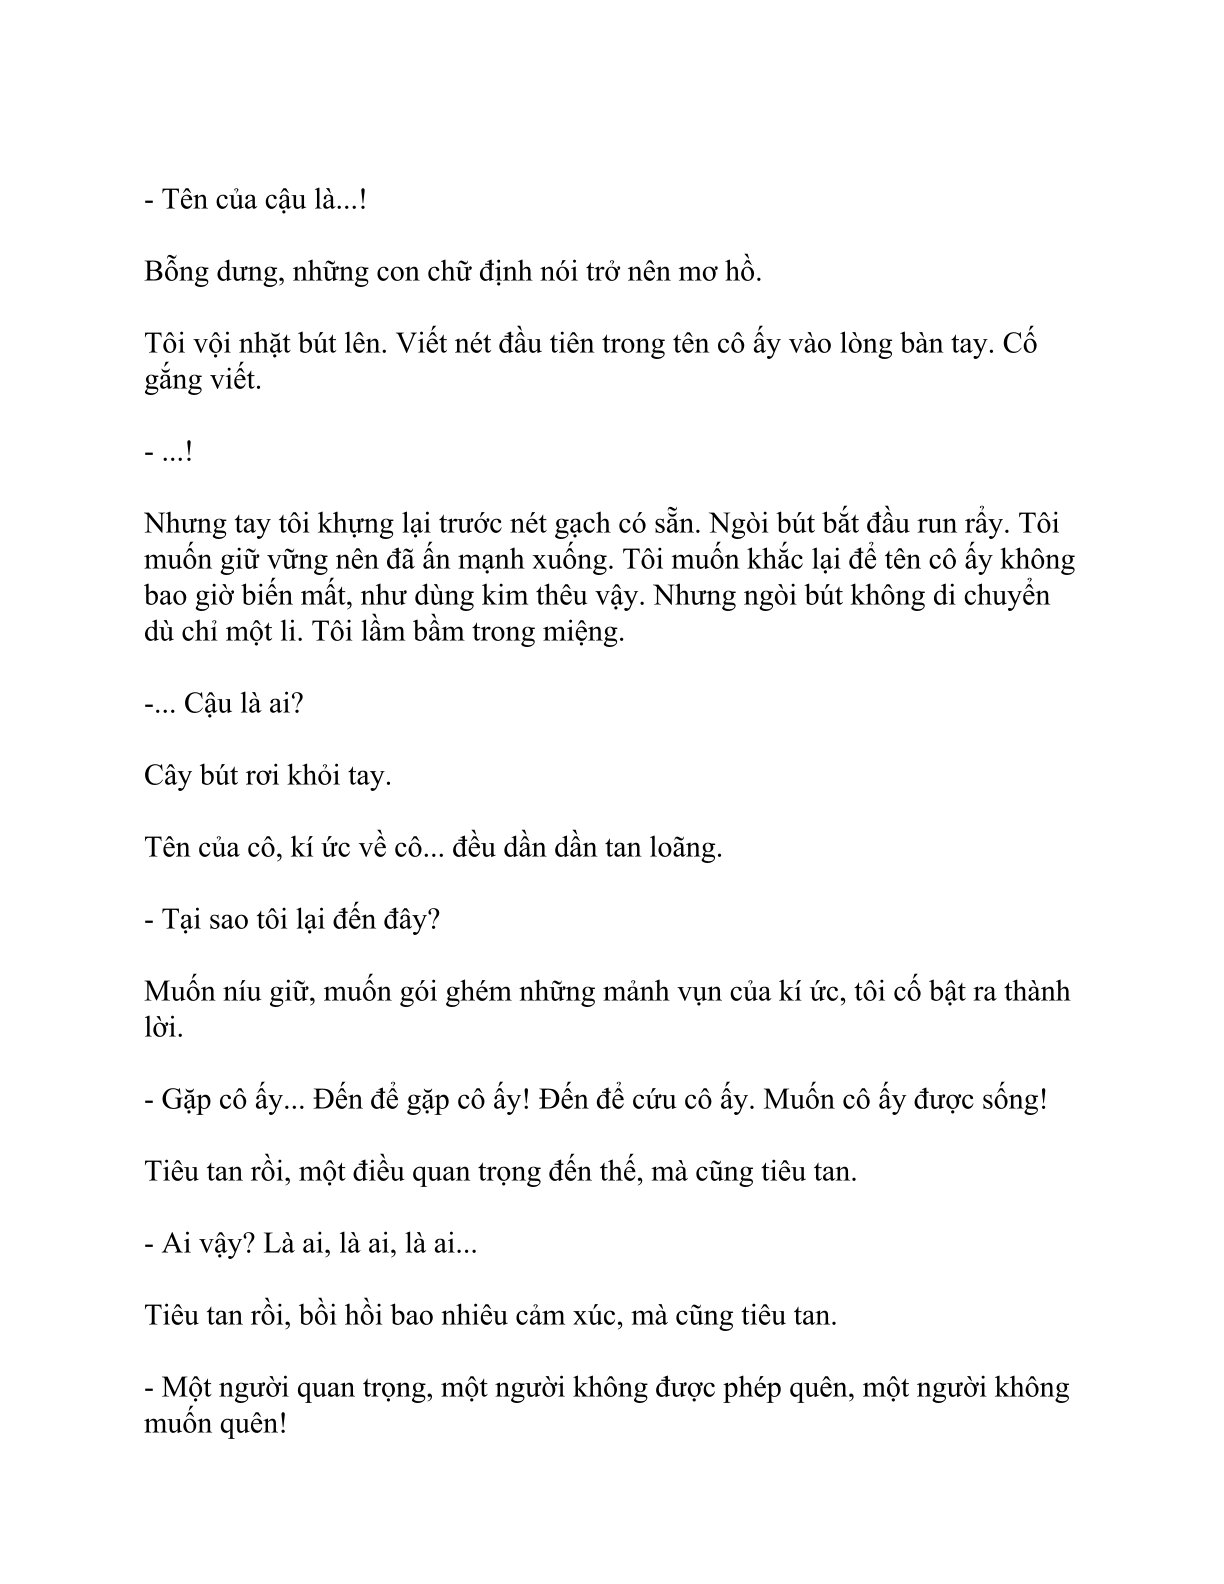 - Tên của cậu là...!
Bỗng dưng, những con chữ định nói trở nên mơ hồ.
Tôi vội nhặt bút lên. Viết nét đầu tiên trong tên cô ấy vào lòng bàn tay. Cố
gắng viết.
- ...!
Nhưng tay tôi khựng lại trước nét gạch có sẵn. Ngòi bút bắt đầu run rẩy. Tôi
muốn giữ vững nên đã ấn mạnh xuống. Tôi muốn khắc lại để tên cô ấy không
bao giờ biến mất, như dùng kim thêu vậy. Nhưng ngòi bút không di chuyển
dù chỉ một li. Tôi lầm bầm trong miệng.
-... Cậu là ai?
Cây bút rơi khỏi tay.
Tên của cô, kí ức về cô... đều dần dần tan loãng.
- Tại sao tôi lại đến đây?
Muốn níu giữ, muốn gói ghém những mảnh vụn của kí ức, tôi cố bật ra thành
lời.
- Gặp cô ấy... Đến để gặp cô ấy! Đến để cứu cô ấy. Muốn cô ấy được sống!
Tiêu tan rồi, một điều quan trọng đến thế, mà cũng tiêu tan.
- Ai vậy? Là ai, là ai, là ai...
Tiêu tan rồi, bồi hồi bao nhiêu cảm xúc, mà cũng tiêu tan.
- Một người quan trọng, một người không được phép quên, một người không
muốn quên!